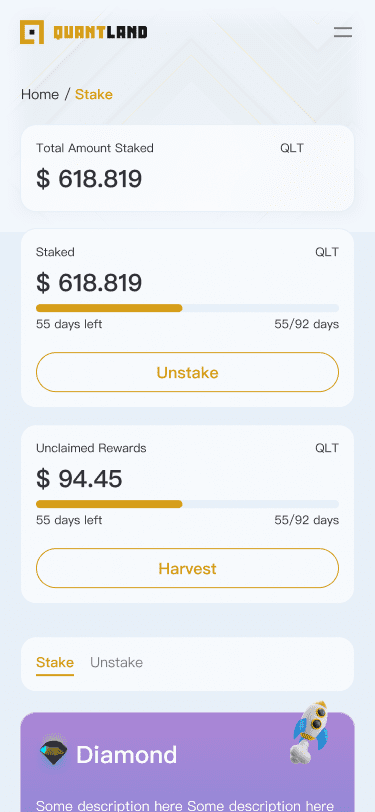 QUANTLAND
Home / Stake
Total Amount Staked QLT
$ 618.819
Staked QLT
$ 618.819
55 days left 55/92 days
Unstake
Unclaimed Rewards QLT
$ 94.45
55 days left 55/92 days
Harvest
Stake Unstake
Diamond
Some description here Some description here